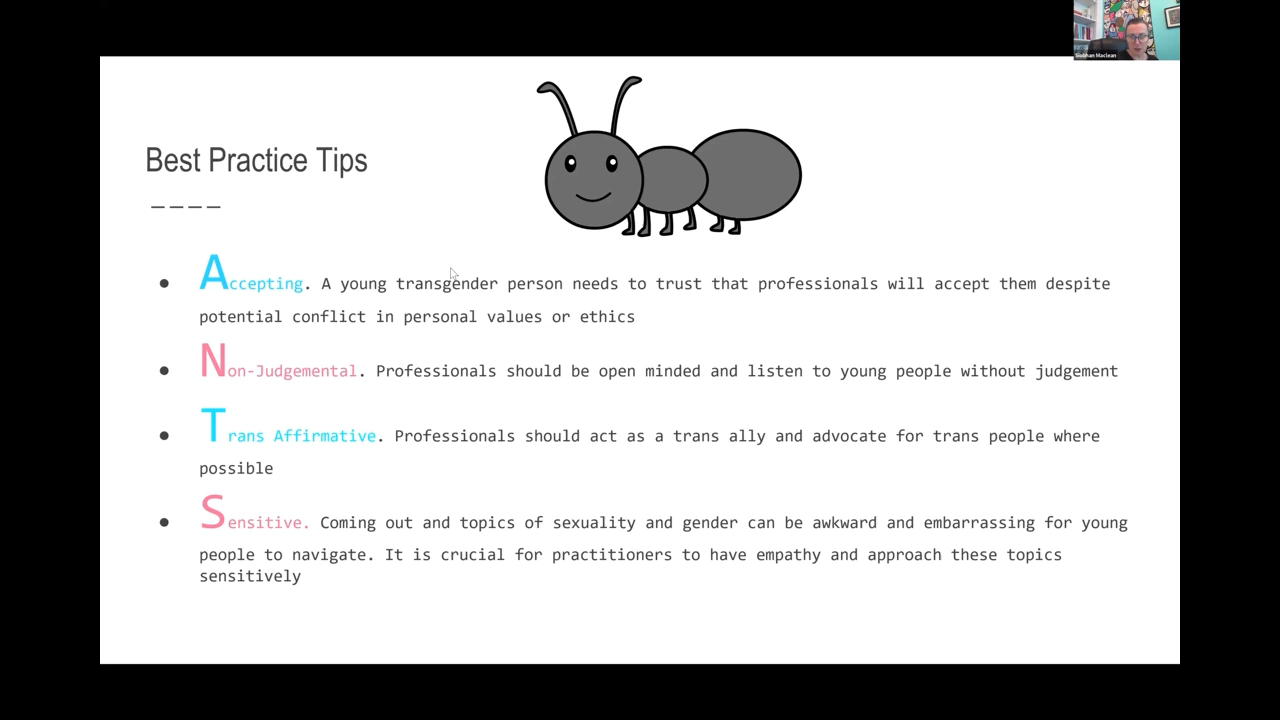 Siobhan Maclean
Best Practice Tips
Accepting. A young transgender person needs to trust that professionals will accept them despite
potential conflict in personal values or ethics
Non-Judgemental. Professionals should be open minded and listen to young people without judgement
Trans Affirmative. Professionals should act as a trans ally and advocate for trans people where
possible
Sensitive. Coming out and topics of sexuality and gender can be awkward and embarrassing for young
people to navigate. It is crucial for practitioners to have empathy and approach these topics
sensitively